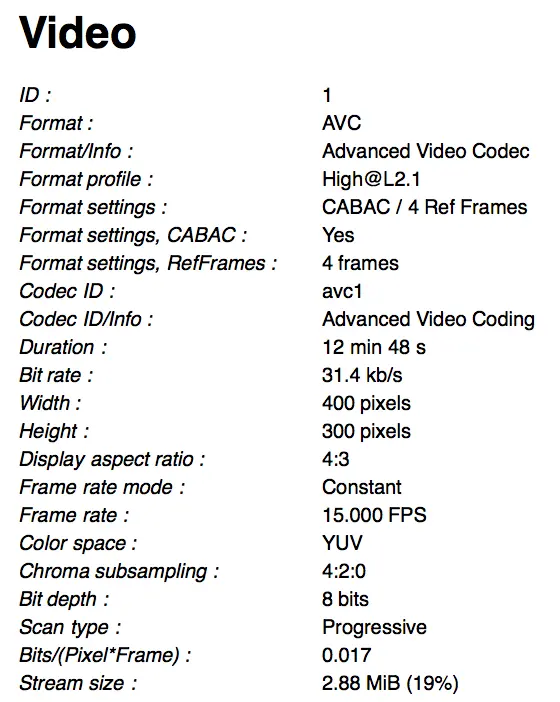 Video
ID : 1
Format : AVC
Format/Info : Advanced Video Codec
Format profile : High@L2.1
Format settings : CABAC / 4 Ref Frames
Format settings, CABAC : Yes
Format settings, RefFrames : 4 frames
Codec ID : avc1
Codec ID/Info : Advanced Video Coding
Duration : 12 min 48 s
Bit rate : 31.4 kb/s
Width : 400 pixels
Height : 300 pixels
Display aspect ratio : 4:3
Frame rate mode : Constant
Frame rate : 15.000 FPS
Color space : YUV
Chroma subsampling : 4:2:0
Bit depth : 8 bits
Scan type : Progressive
Bits/(Pixel*Frame) : 0.017
Stream size : 2.88 MiB (19%)